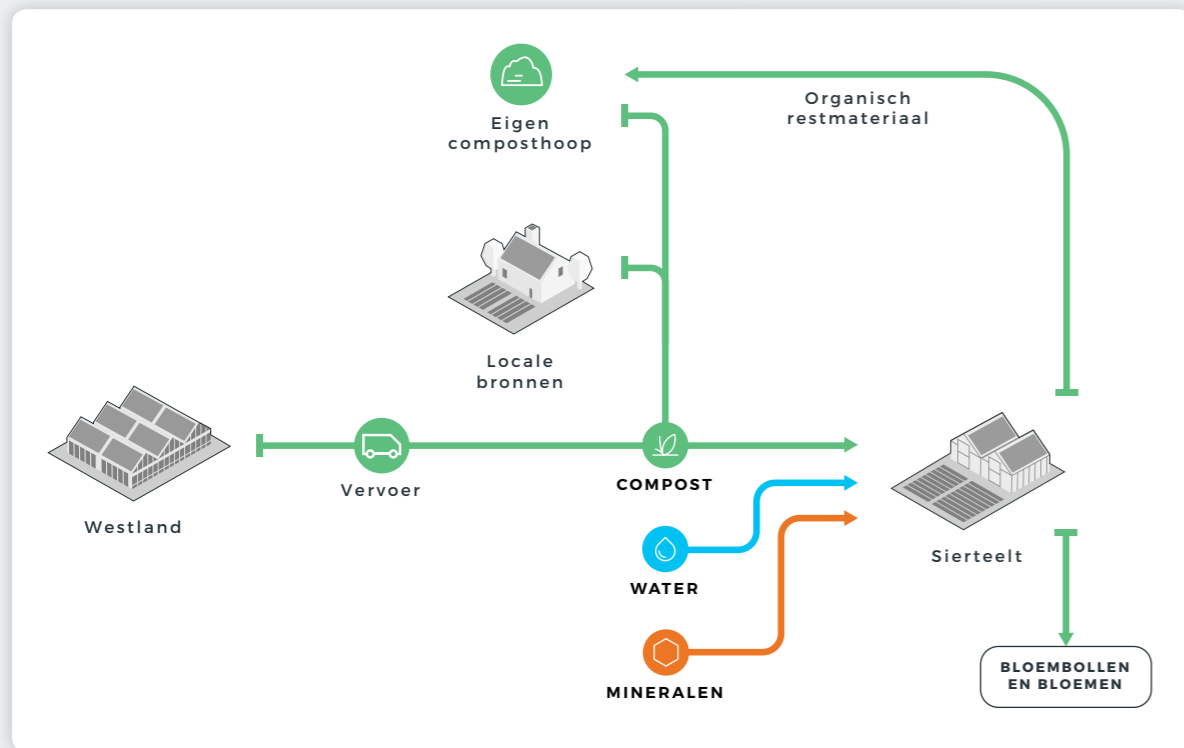 Eigen
composthoop
Organisch
restmateriaal
Locale
bronnen
Westland
Vervoer
COMPOST
WATER
MINERALEN
Sierteelt
BLOEMBOLLEN
EN BLOEMEN